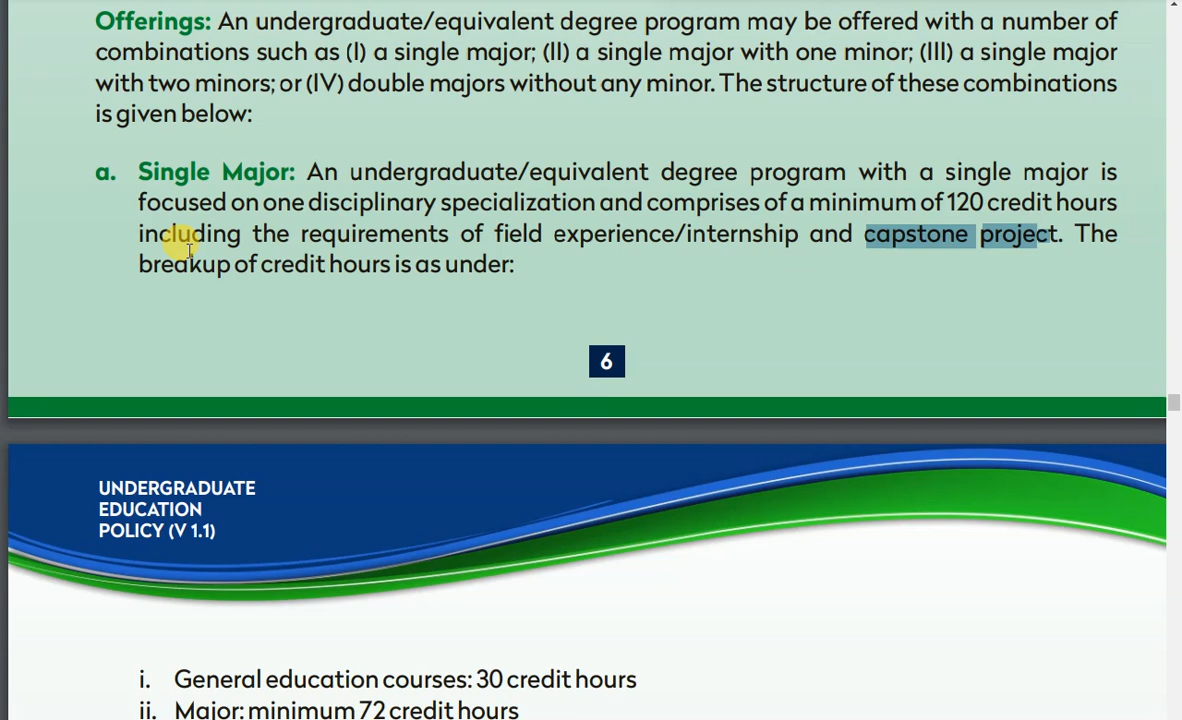 Offerings: An undergraduate/equivalent degree program may be offered with a number of
combinations such as (I) a single major; (II) a single major with one minor; (III) a single major
with two minors; or (IV) double majors without any minor. The structure of these combinations
is given below:
a. Single Major: An undergraduate/equivalent degree program with a single major is
focused on one disciplinary specialization and comprises of a minimum of 120 credit hours
including the requirements of field experience/internship and capstone project. The
breakup of credit hours is as under:
6
UNDERGRADUATE
EDUCATION
POLICY (V 1.1)
i. General education courses: 30 credit hours
ii. Major: minimum 72 credit hours